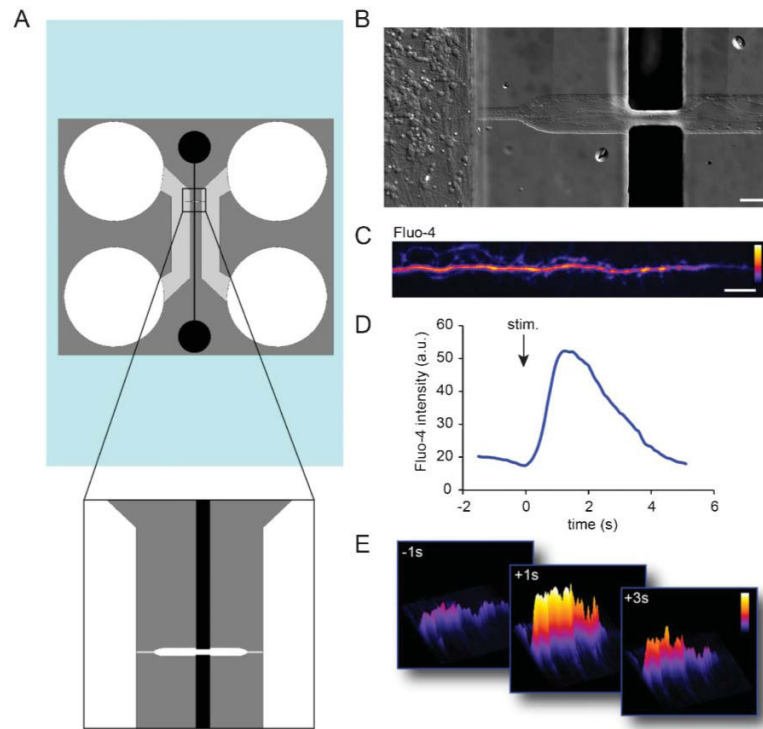 A
B
C
Fluo-4
D
stim.
Fluo-4 intensity (a.u.)
60
50
40
30
20
10
0
-2
0
2
4
6
time (s)
E
-1s
+1s
+3s